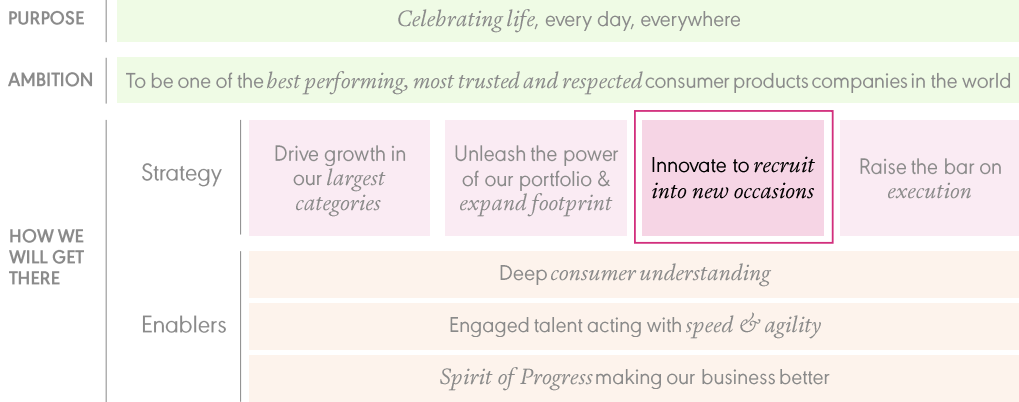 PURPOSE
Celebrating life, every day, everywhere
AMBITION
To be one of the best performing, most trusted and respected consumer products companies in the world
HOW WE
WILL GET
THERE
Strategy
Drive growth in
our largest
categories
Unleash the power
of our portfolio &
expand footprint
Innovate to recruit
into new occasions
Raise the bar on
execution
Enablers
Deep consumer understanding
Engaged talent acting with speed & agility
Spirit of Progress making our business better